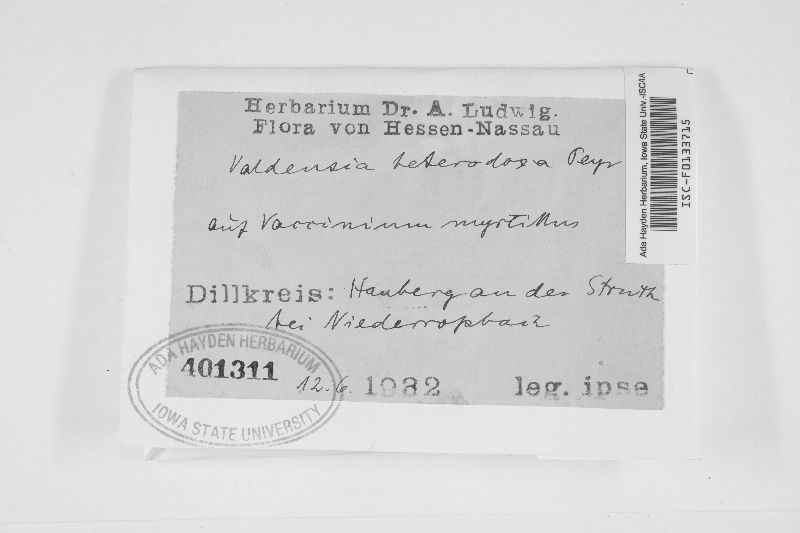 Herbarium Dr. A. Ludwig.
Flora von Hessen-Nassau
Valdensia heterodoxa Peyr
auf Vaccinium myrtillus
Dillkreis: Hauberg an der Struth
bei Niederroßbach
ADA HAYDEN HERBARIUM
401311
IOWA STATE UNIVERSITY
12.6. 1932 leg. ipse
Ada Hayden Herbarium, Iowa State Univ.-ISC/IA
ISC-F0133715